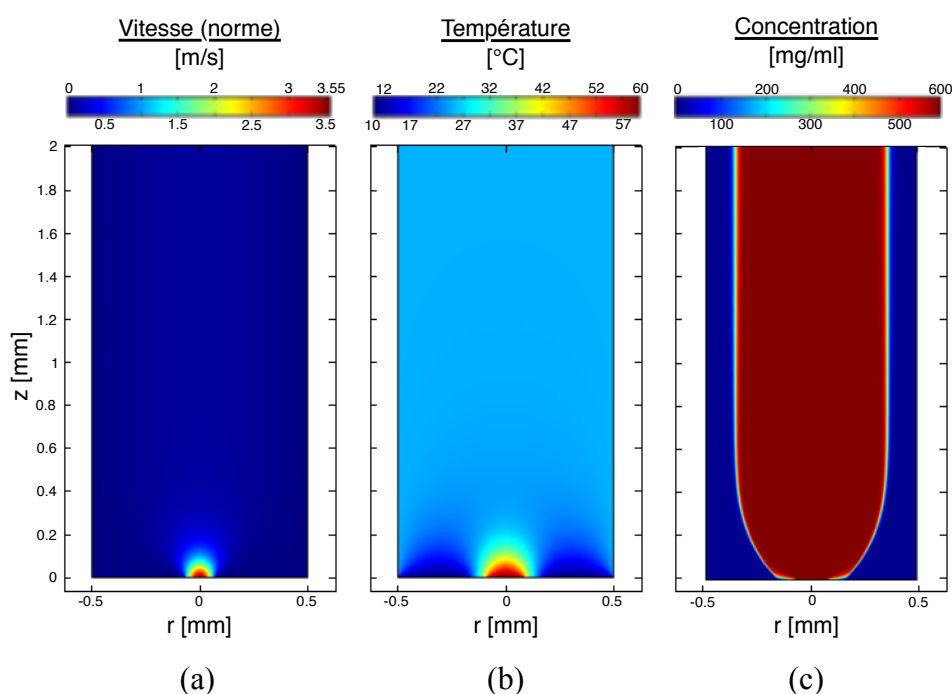 Vitesse (norme)
[m/s]
0 1 2 3 3.55
0.5 1.5 2.5 3.5
Température
[°C]
12 22 32 42 52 60
10 17 27 37 47 57
Concentration
[mg/ml]
0 200 400 600
100 300 500
2
1.8
1.6
1.4
1.2
1
0.8
0.6
0.4
0.2
0
z [mm]
-0.5 0 0.5
r [mm]
-0.5 0 0.5
r [mm]
-0.5 0 0.5
r [mm]
(a) (b) (c)